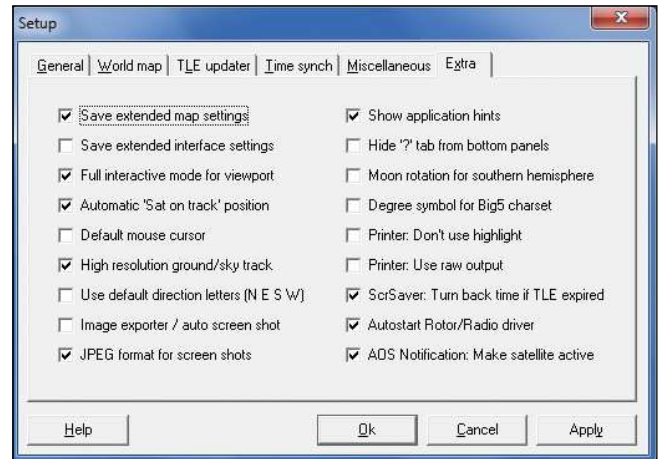 Setup
General World map TLE updater Time synch Miscellaneous Extra
Save extended map settings
Save extended interface settings
Full interactive mode for viewport
Automatic 'Sat on track' position
Default mouse cursor
High resolution ground/sky track
Use default direction letters (N E S W)
Image exporter / auto screen shot
JPEG format for screen shots
Show application hints
Hide '?' tab from bottom panels
Moon rotation for southern hemisphere
Degree symbol for Big5 charset
Printer: Don't use highlight
Printer: Use raw output
ScrSaver: Turn back time if TLE expired
Autostart Rotor/Radio driver
AOS Notification: Make satellite active
Help Ok Cancel Apply